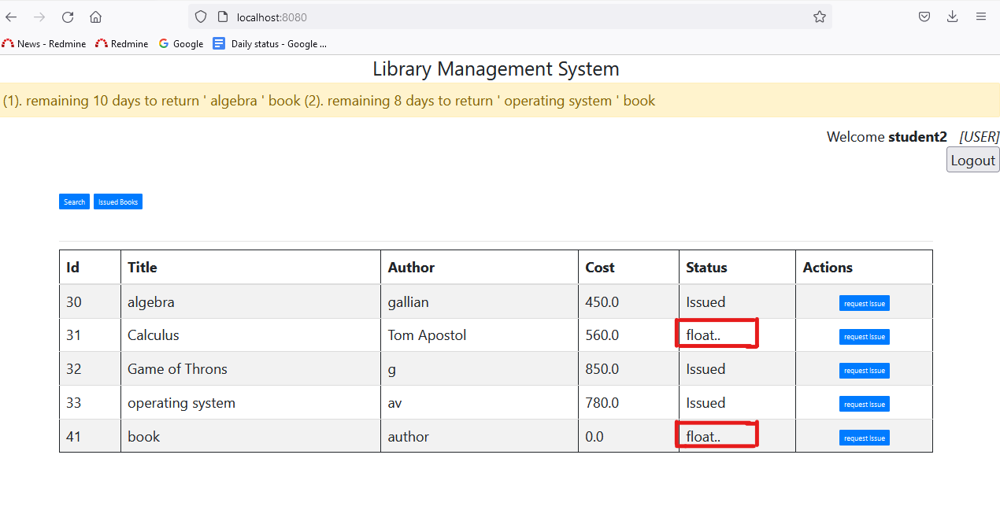 localhost:8080
News - Redmine Redmine Google Daily status - Google ...
Library Management System
(1). remaining 10 days to return ' algebra ' book (2). remaining 8 days to return ' operating system ' book
Welcome student2 [USER]
Logout
Search Issued Books
Id Title Author Cost Status Actions
30 algebra gallian 450.0 Issued request Issue
31 Calculus Tom Apostol 560.0 float.. request Issue
32 Game of Throns g 850.0 Issued request Issue
33 operating system av 780.0 Issued request Issue
41 book author 0.0 float.. request Issue